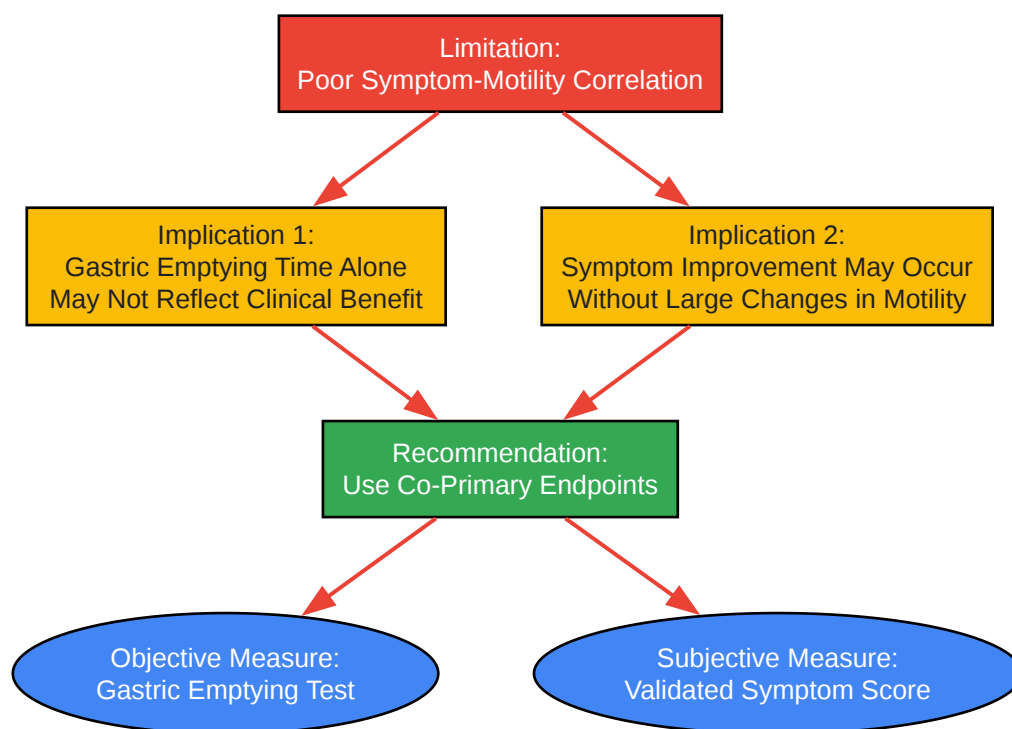 Limitation:
Poor Symptom-Motility Correlation
Implication 1:
Gastric Emptying Time Alone
May Not Reflect Clinical Benefit
Implication 2:
Symptom Improvement May Occur
Without Large Changes in Motility
Recommendation:
Use Co-Primary Endpoints
Objective Measure:
Gastric Emptying Test
Subjective Measure:
Validated Symptom Score